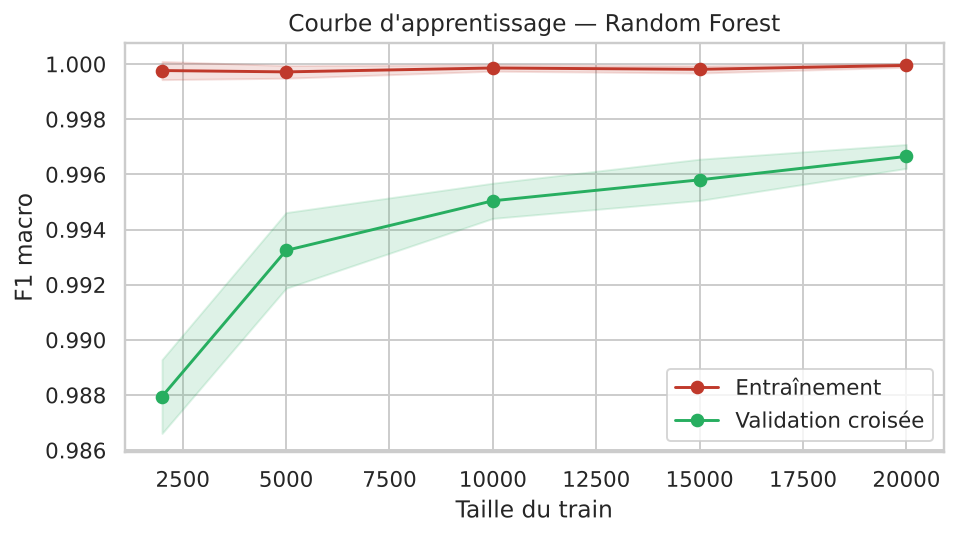 Courbe d'apprentissage — Random Forest
1.000
0.998
0.996
0.994
0.992
0.990
0.988
0.986
F1 macro
Entraînement
Validation croisée
2500 5000 7500 10000 12500 15000 17500 20000
Taille du train